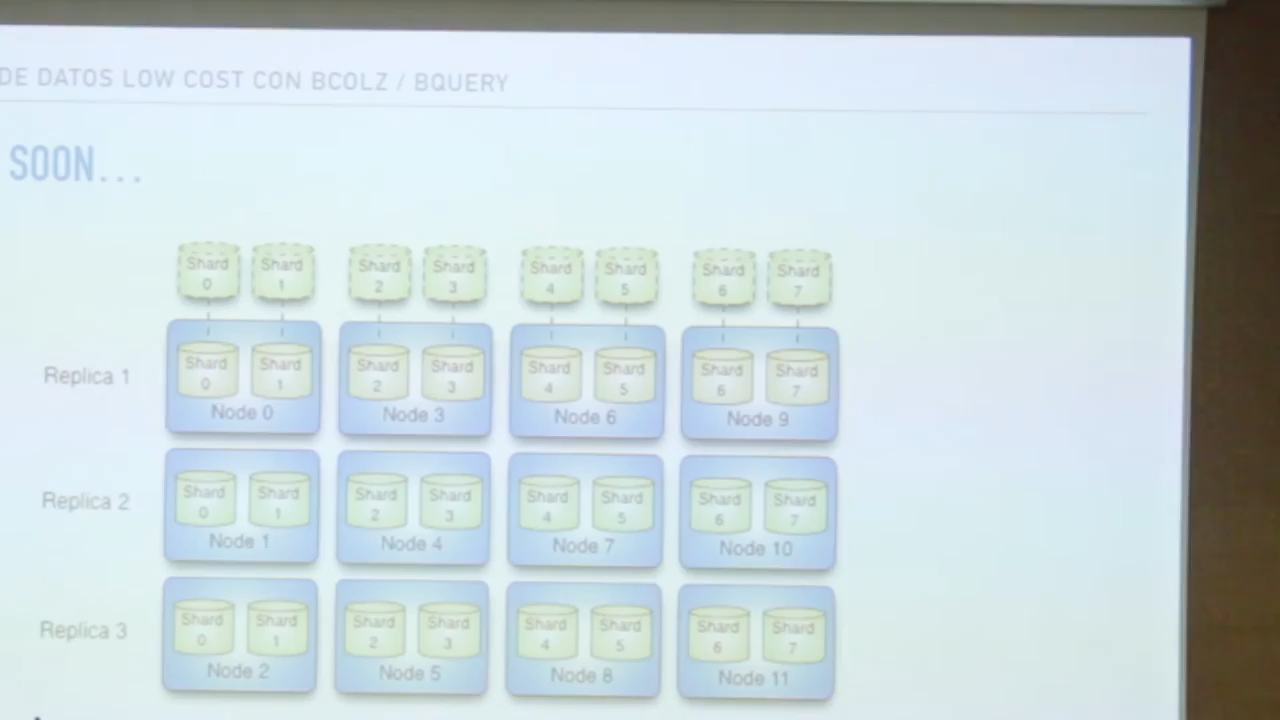 DE DATOS LOW COST CON BCOLZ / BQUERY
SOON...
Shard 0 Shard 1 Shard 2 Shard 3 Shard 4 Shard 5 Shard 6 Shard 7
Replica 1
Shard 0 Shard 1 Shard 2 Shard 3 Shard 4 Shard 5 Shard 6 Shard 7
Node 0 Node 3 Node 6 Node 9
Replica 2
Shard 0 Shard 1 Shard 2 Shard 3 Shard 4 Shard 5 Shard 6 Shard 7
Node 1 Node 4 Node 7 Node 10
Replica 3
Shard 0 Shard 1 Shard 2 Shard 3 Shard 4 Shard 5 Shard 6 Shard 7
Node 2 Node 5 Node 8 Node 11